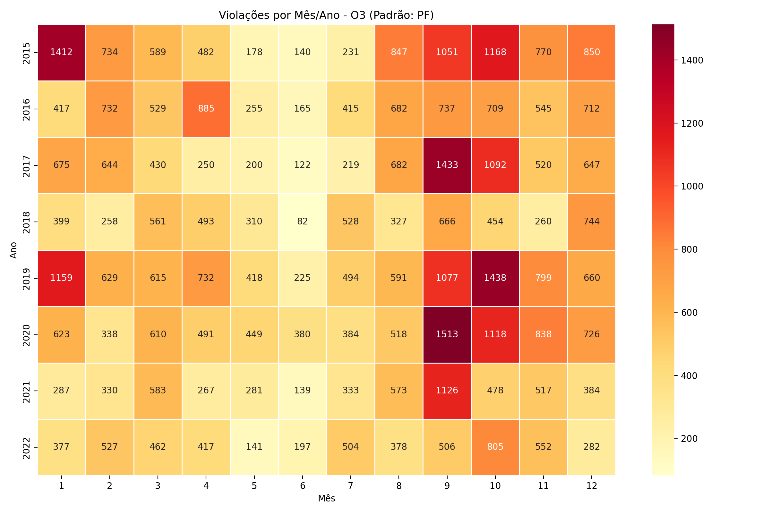 Violações por Mês/Ano - O3 (Padrão: PF)
Ano
2015 1412 734 589 482 178 140 231 847 1051 1168 770 850
2016 417 732 529 885 255 165 415 682 737 709 545 712
2017 675 644 430 250 200 122 219 682 1433 1092 520 647
2018 399 258 561 493 310 82 528 327 666 454 260 744
2019 1159 629 615 732 418 225 494 591 1077 1438 799 660
2020 623 338 610 491 449 380 384 518 1513 1118 838 726
2021 287 330 583 267 281 139 333 573 1126 478 517 384
2022 377 527 462 417 141 197 504 378 506 805 552 282
1 2 3 4 5 6 7 8 9 10 11 12
Mês
1400
1200
1000
800
600
400
200